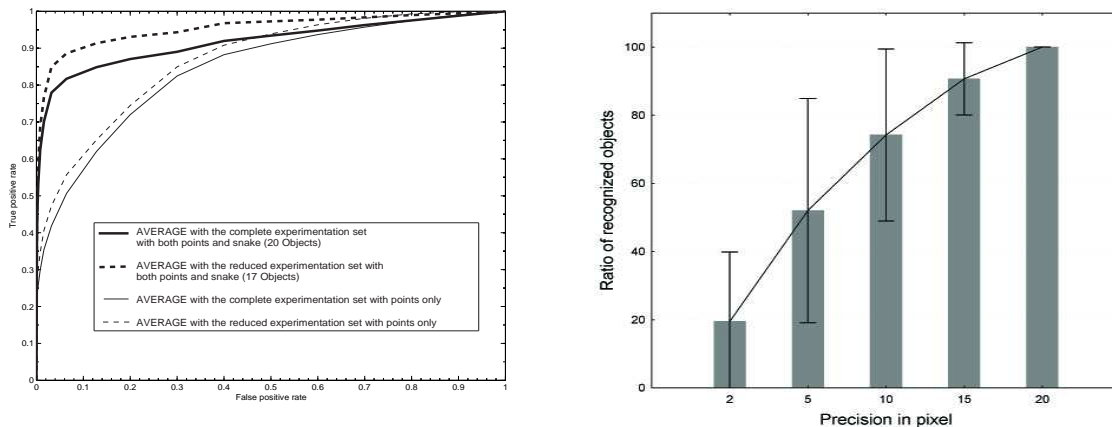 1
0.9
0.8
0.7
0.6
0.5
0.4
0.3
0.2
0.1
0
True positive rate
AVERAGE with the complete experimentation set
with both points and snake (20 Objects)
AVERAGE with the reduced experimentation set with
both points and snake (17 Objects)
AVERAGE with the complete experimentation set with points only
AVERAGE with the reduced experimentation set with points only
0 0.1 0.2 0.3 0.4 0.5 0.6 0.7 0.8 0.9 1
False positive rate
100
80
60
40
20
0
Ratio of recognized objects
2 5 10 15 20
Precision in pixel